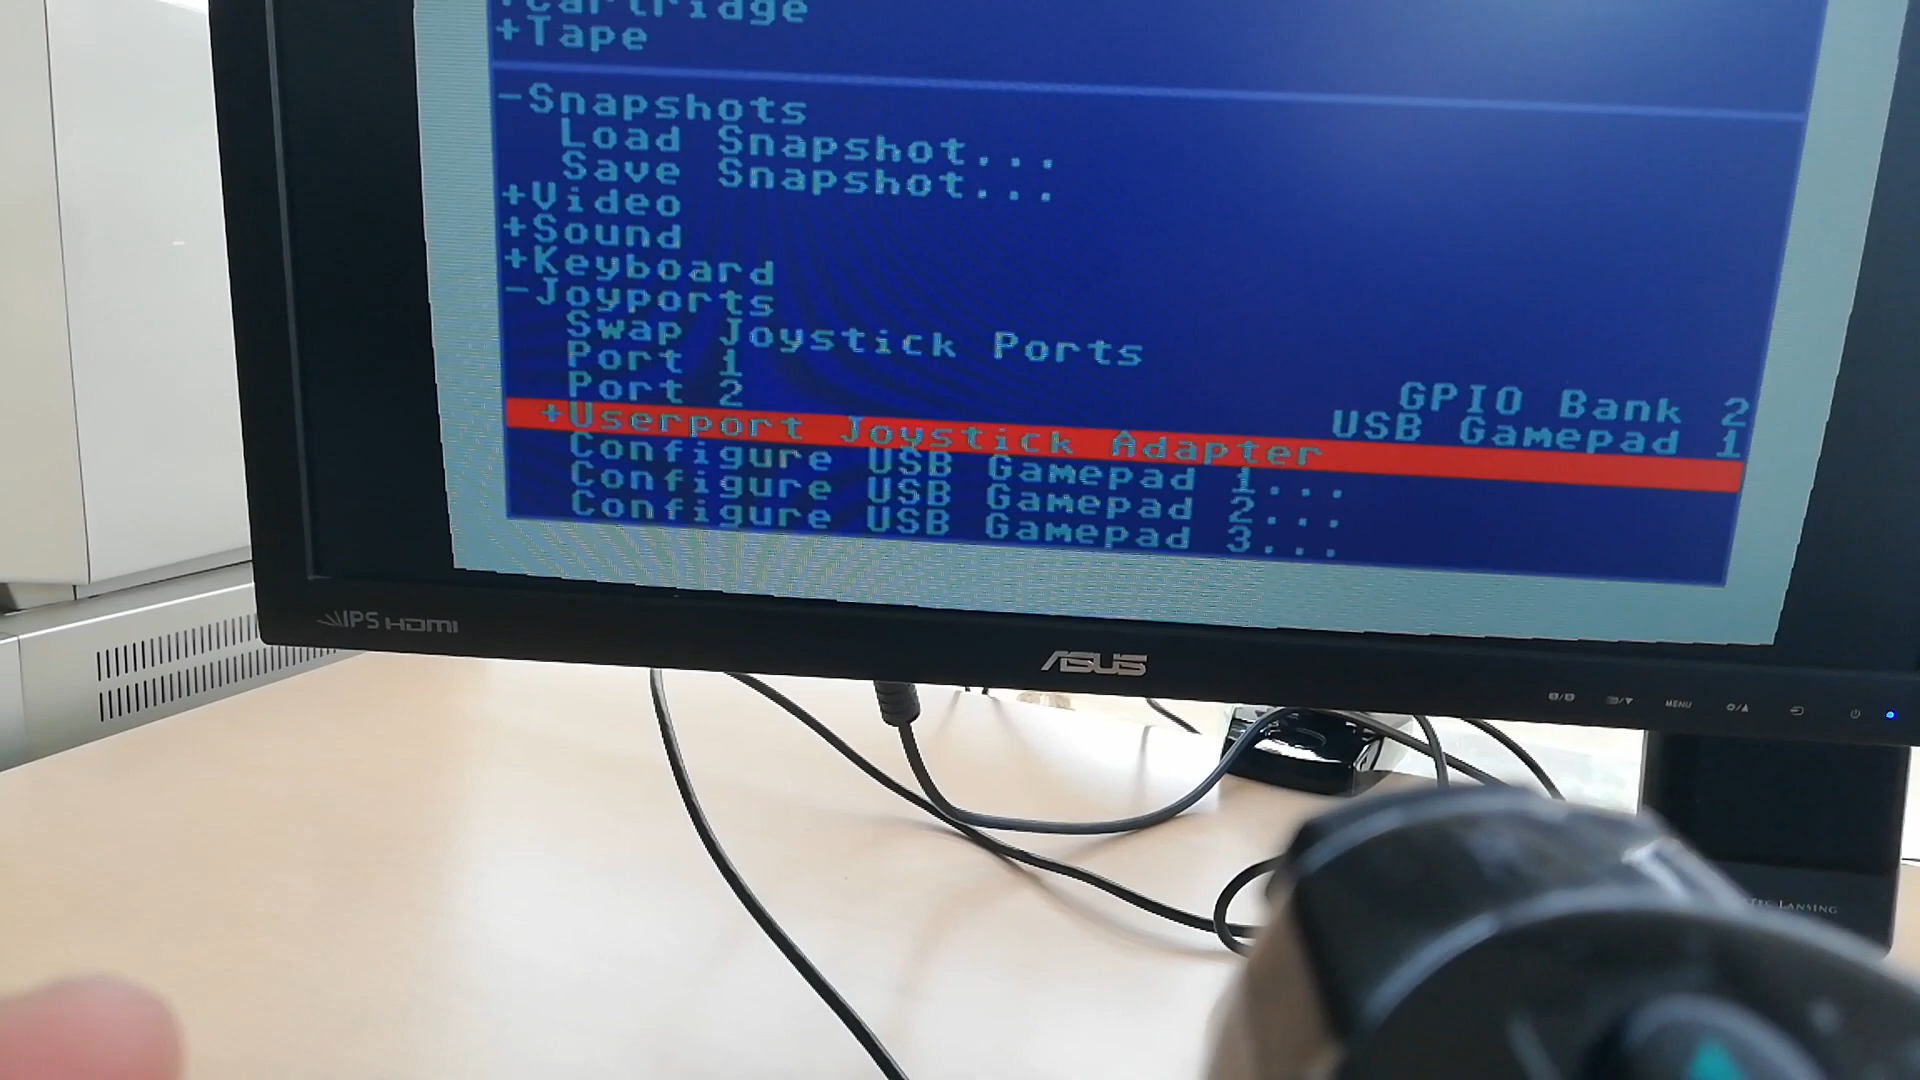 +Cartridge
+Tape
-Snapshots
Load Snapshot...
Save Snapshot...
+Video
+Sound
+Keyboard
-Joyports
Swap Joystick Ports
Port 1 GPIO Bank 2
Port 2 USB Gamepad 1
+Userport Joystick Adapter
Configure USB Gamepad 1...
Configure USB Gamepad 2...
Configure USB Gamepad 3...
IPS HDMI
ASUS
MENU
LANSING